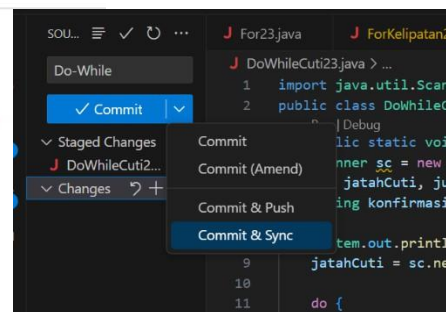 SOU...
For23.java
ForKelipatan2
Do-While
DoWhileCuti23.java > ...
Commit
1 import java.util.Scan
2 public class DoWhileC
| Debug
Staged Changes
DoWhileCuti2...
Changes
Commit
Commit (Amend)
Commit & Push
Commit & Sync
lic static voi
nner sc = new
jatahCuti, ju
ing konfirmasi
tem.out.printl
9 jatahCuti = sc.ne
10
11 do {